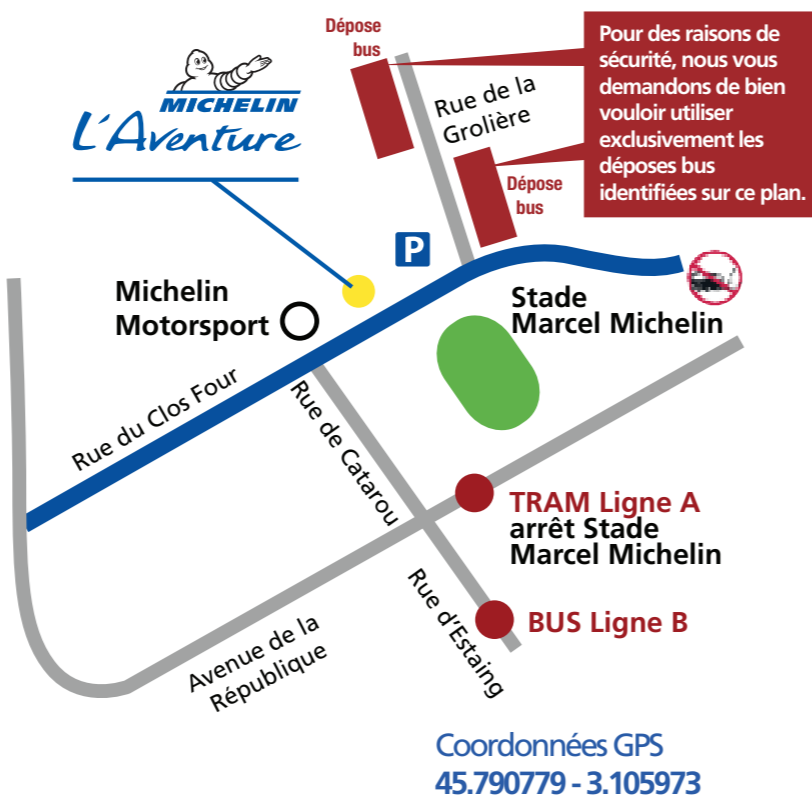 Dépose
bus
Pour des raisons de
sécurité, nous vous
demandons de bien
vouloir utiliser
exclusivement les
déposes bus
identifiées sur ce plan.
MICHELIN
L'Aventure
Rue de la
Grolière
Dépose
bus
P
Michelin
Motorsport
Stade
Marcel Michelin
Rue du Clos Four
Rue de Catarou
TRAM Ligne A
arrêt Stade
Marcel Michelin
Rue d'Estaing
BUS Ligne B
Avenue de la
République
Coordonnées GPS
45.790779 - 3.105973